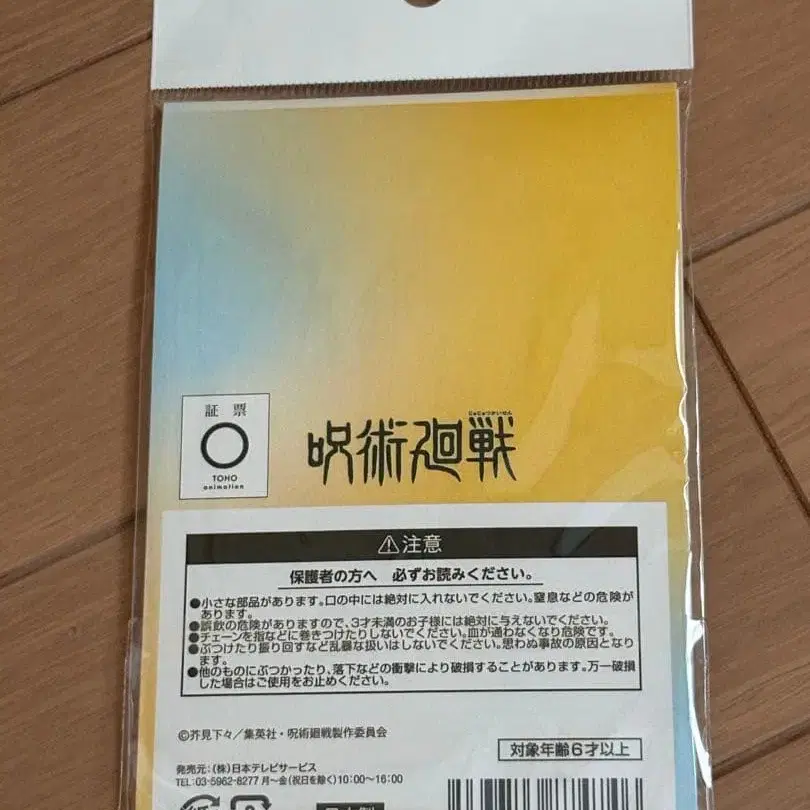 証票
TOHO
animation
じゅじゅつかいせん
呪術廻戦
⚠注意
保護者の方へ 必ずお読みください。
●小さな部品があります。口の中には絶対に入れないでください。窒息などの危険が
あります。
●誤飲の危険がありますので、3才未満のお子様には絶対に与えないでください。
●チェーンを指などに巻きつけたりしないでください。血が通わなくなり危険です。
●ぶつけたり振り回すなど乱暴な扱いはしないでください。思わぬ事故の原因となり
ます。
●他のものにぶつかったり、落下などの衝撃により破損することがあります。万一破損
した場合はご使用をお止めください。
©芥見下々／集英社・呪術廻戦製作委員会
対象年齢6才以上
発売元：(株)日本テレビサービス
TEL：03-5962-8277 月～金（祝日を除く）10：00～16：00